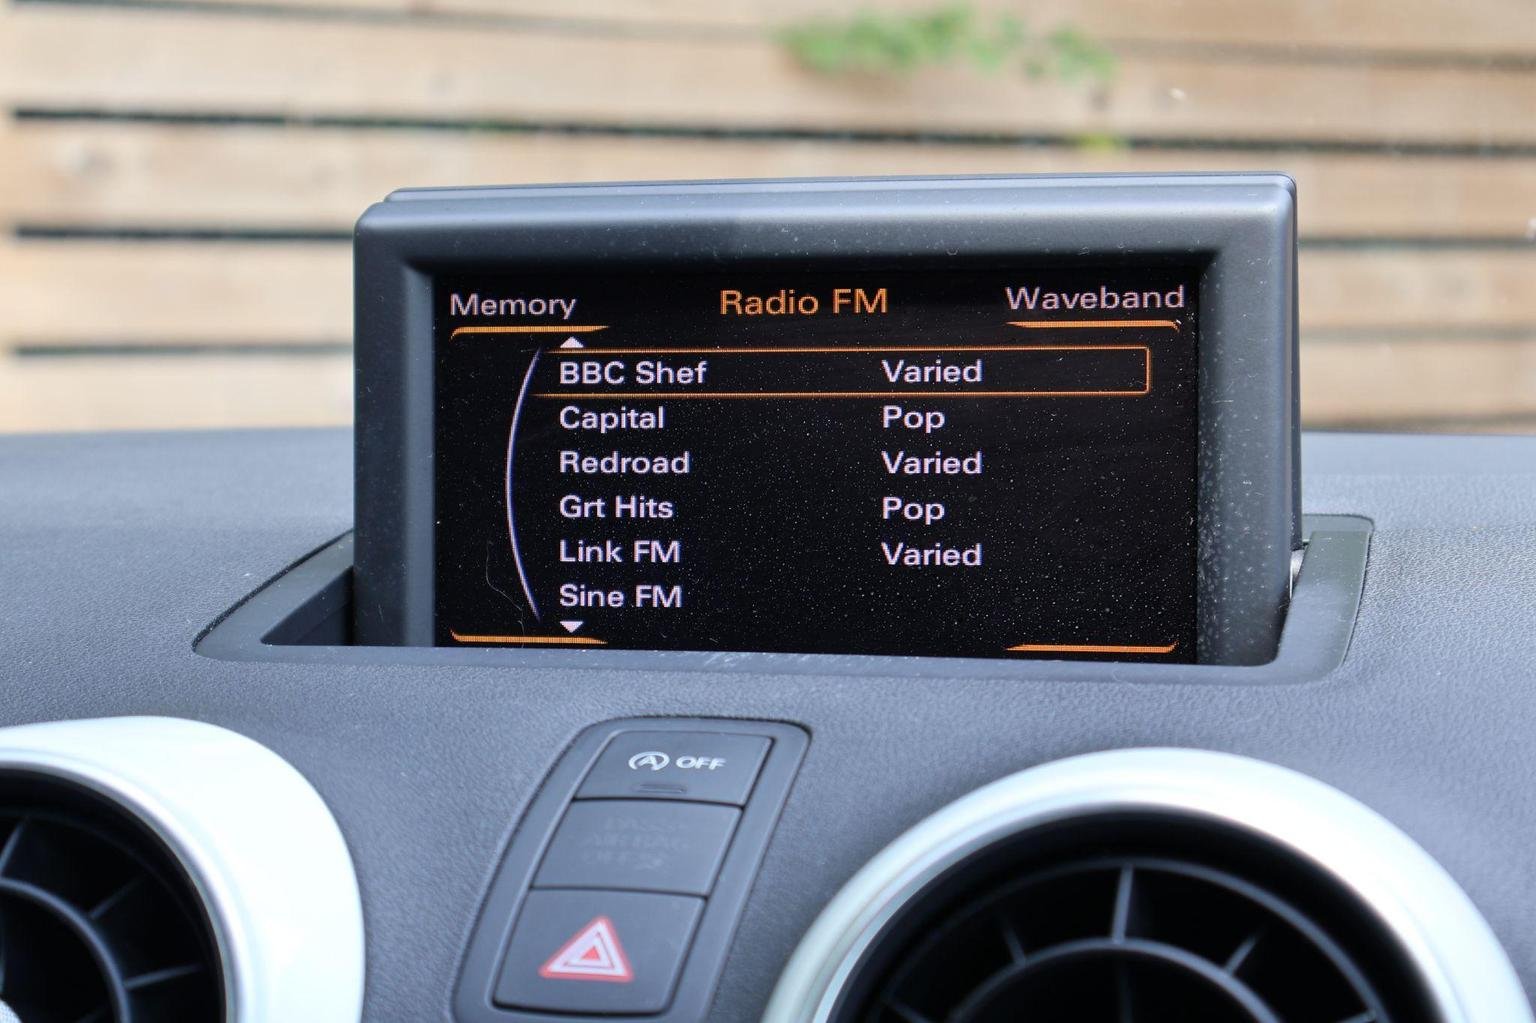 Memory Radio FM Waveband
BBC Shef Varied
Capital Pop
Redroad Varied
Grt Hits Pop
Link FM Varied
Sine FM
A OFF